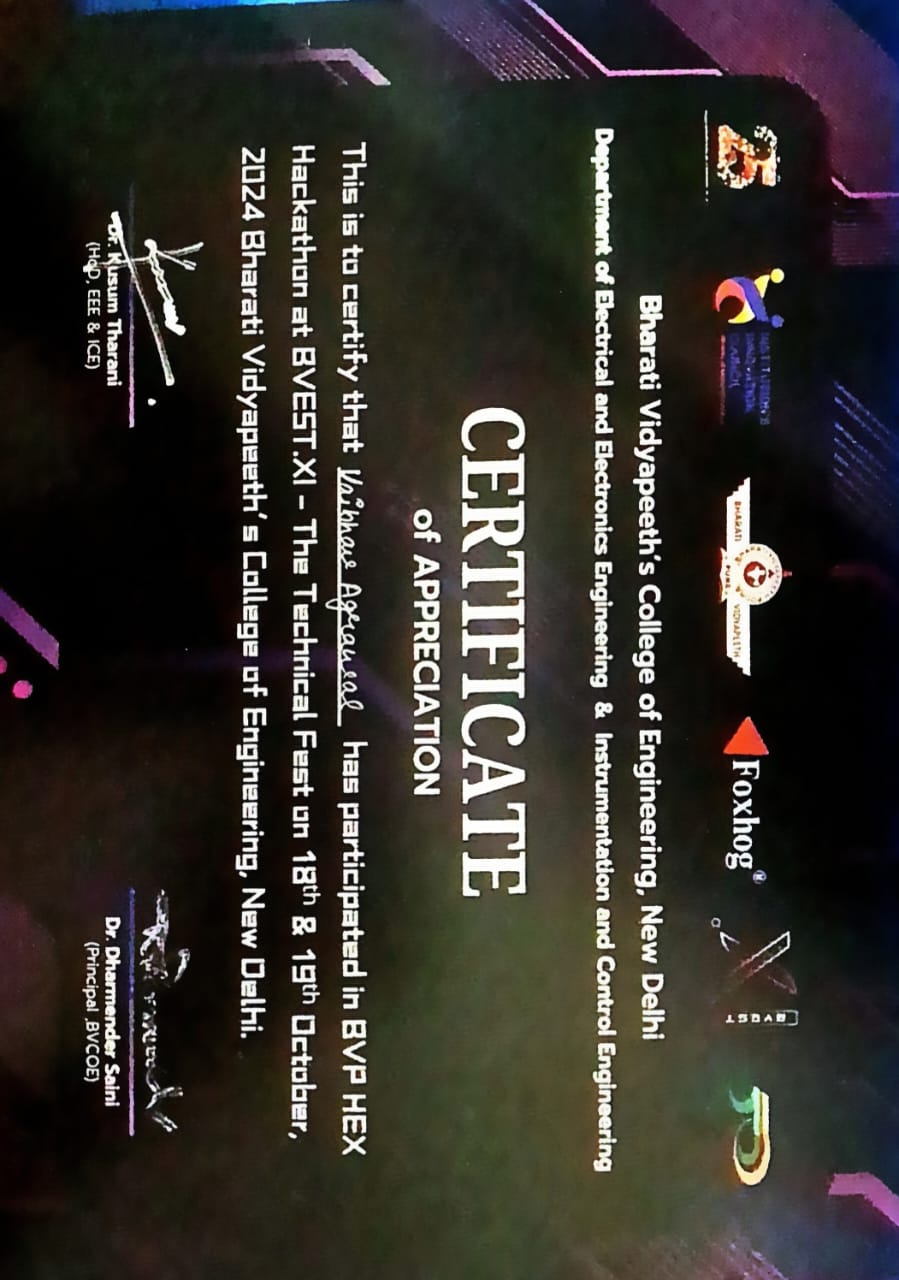 25
INSTITUTION'S
INNOVATION
COUNCIL
BHARATI VIDYAPEETH
PUNE
Foxhog®
XI
BVEST
Bharati Vidyapeeth's College of Engineering, New Delhi
Department of Electrical and Electronics Engineering & Instrumentation and Control Engineering
CERTIFICATE
of APPRECIATION
This is to certify that Vaibhav Agrawal has participated in BVP HEX
Hackathon at BVEST.XI – The Technical Fest on 18th & 19th October,
2024 Bharati Vidyapeeth's College of Engineering, New Delhi.
Dr. Kusum Tharani
(HoD, EEE & ICE)
Dr. Dharmender Saini
(Principal ,BVCOE)